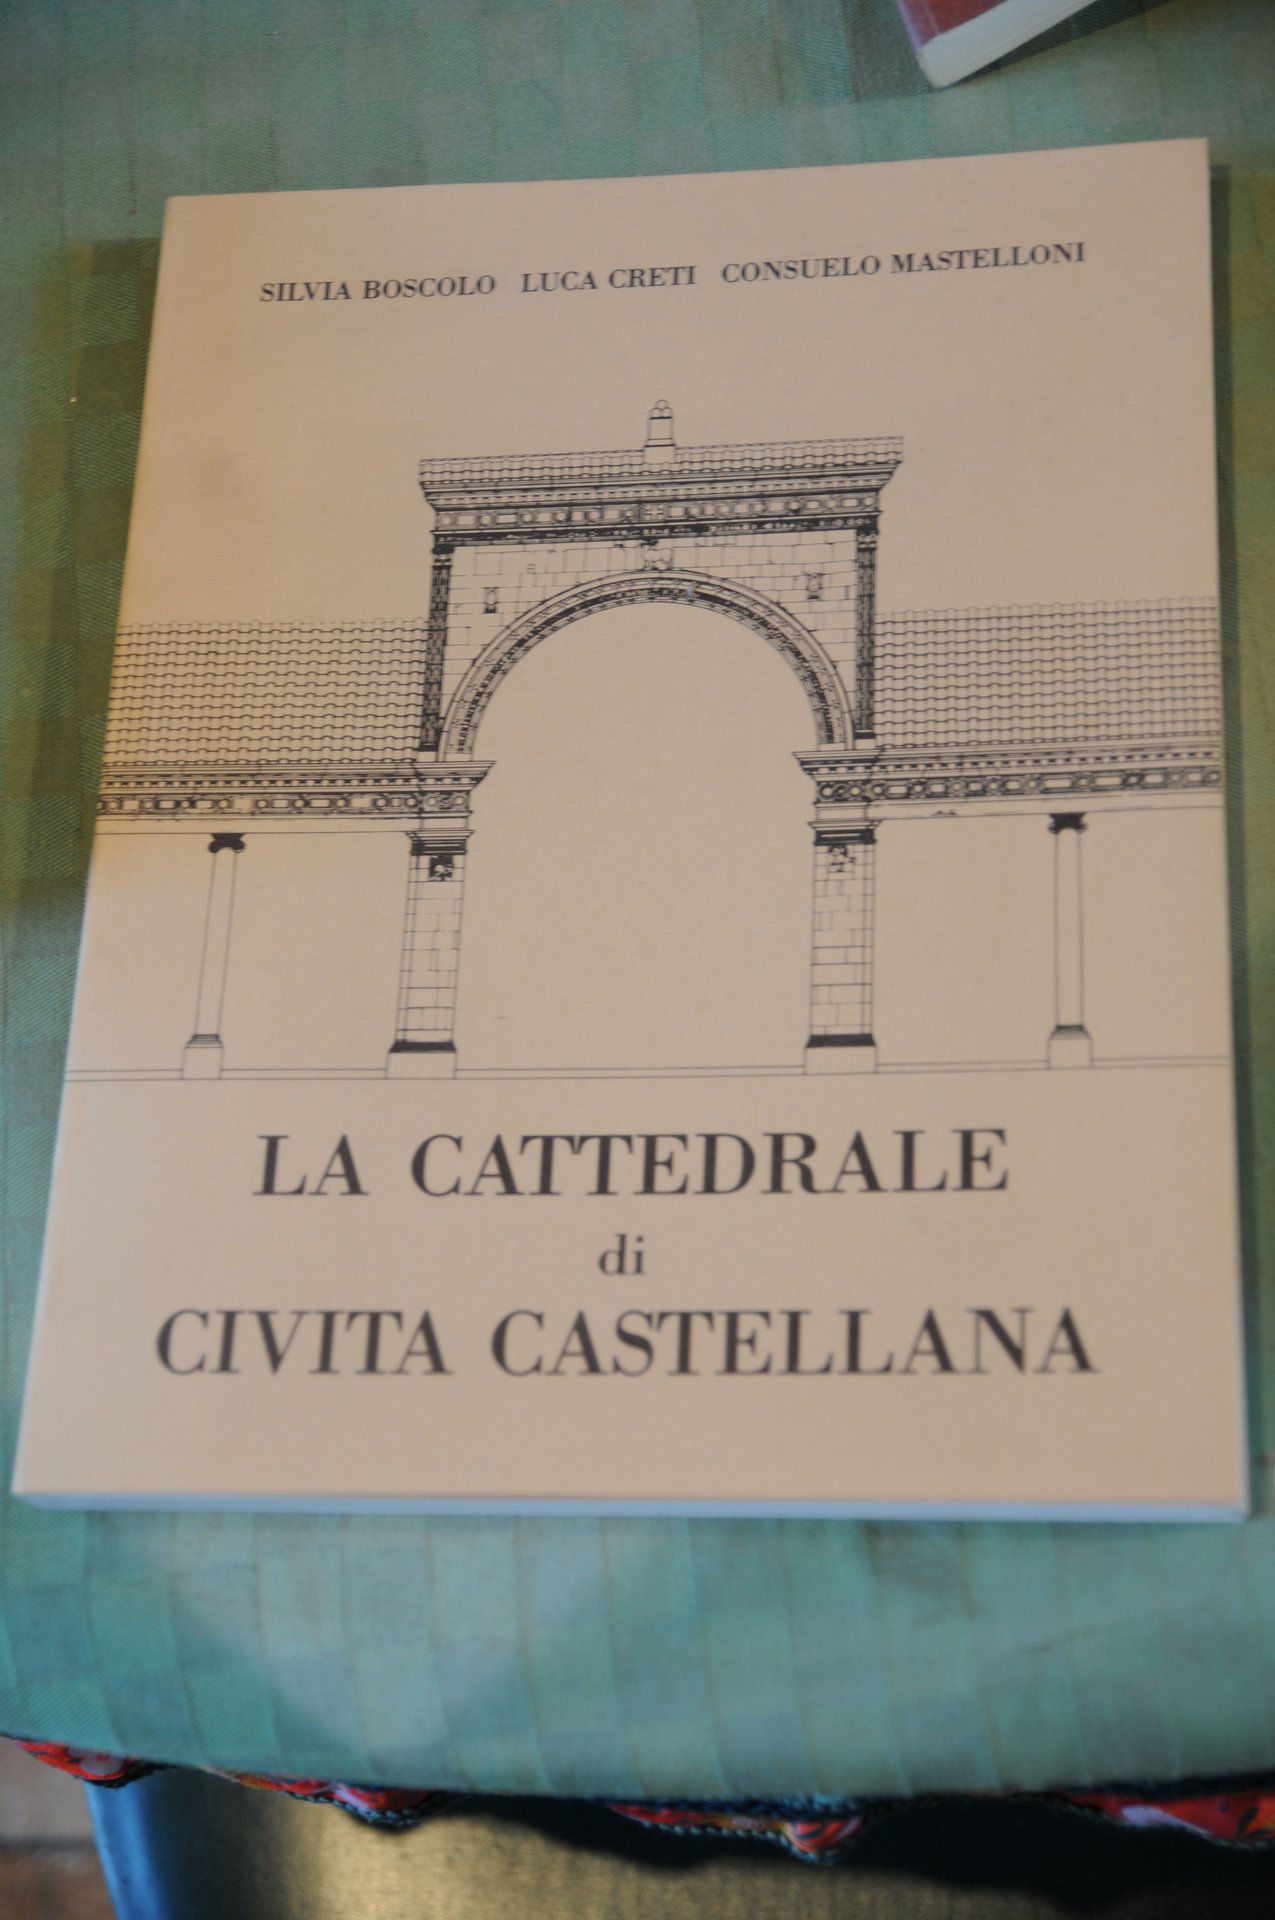 SILVIA BOSCOLO LUCA CRETI CONSUELO MASTELLONI
LA CATTEDRALE
di
CIVITA CASTELLANA